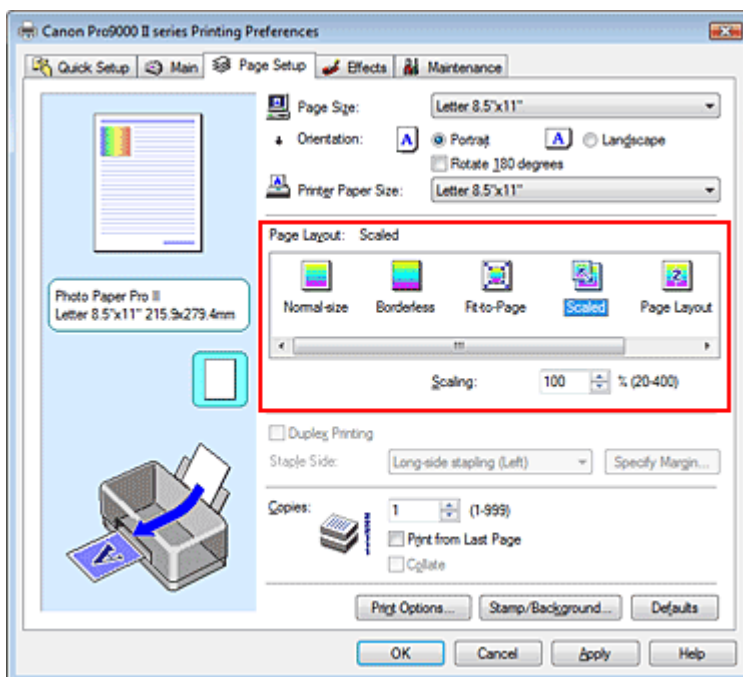 Canon Pro9000 II series Printing Preferences
Quick Setup Main Page Setup Effects Maintenance
Page Size: Letter 8.5"x11"
Orientation: A Portrait A Landscape
Rotate 180 degrees
Printer Paper Size: Letter 8.5"x11"
Page Layout: Scaled
Normal-size Borderless Fit-to-Page Scaled Page Layout
Scaling: 100 % (20-400)
Photo Paper Pro II
Letter 8.5"x11" 215.9x279.4mm
Duplex Printing
Staple Side: Long-side stapling (Left) Specify Margin...
Copies: 1 (1-999)
Print from Last Page
Collate
A
Print Options... Stamp/Background... Defaults
OK Cancel Apply Help